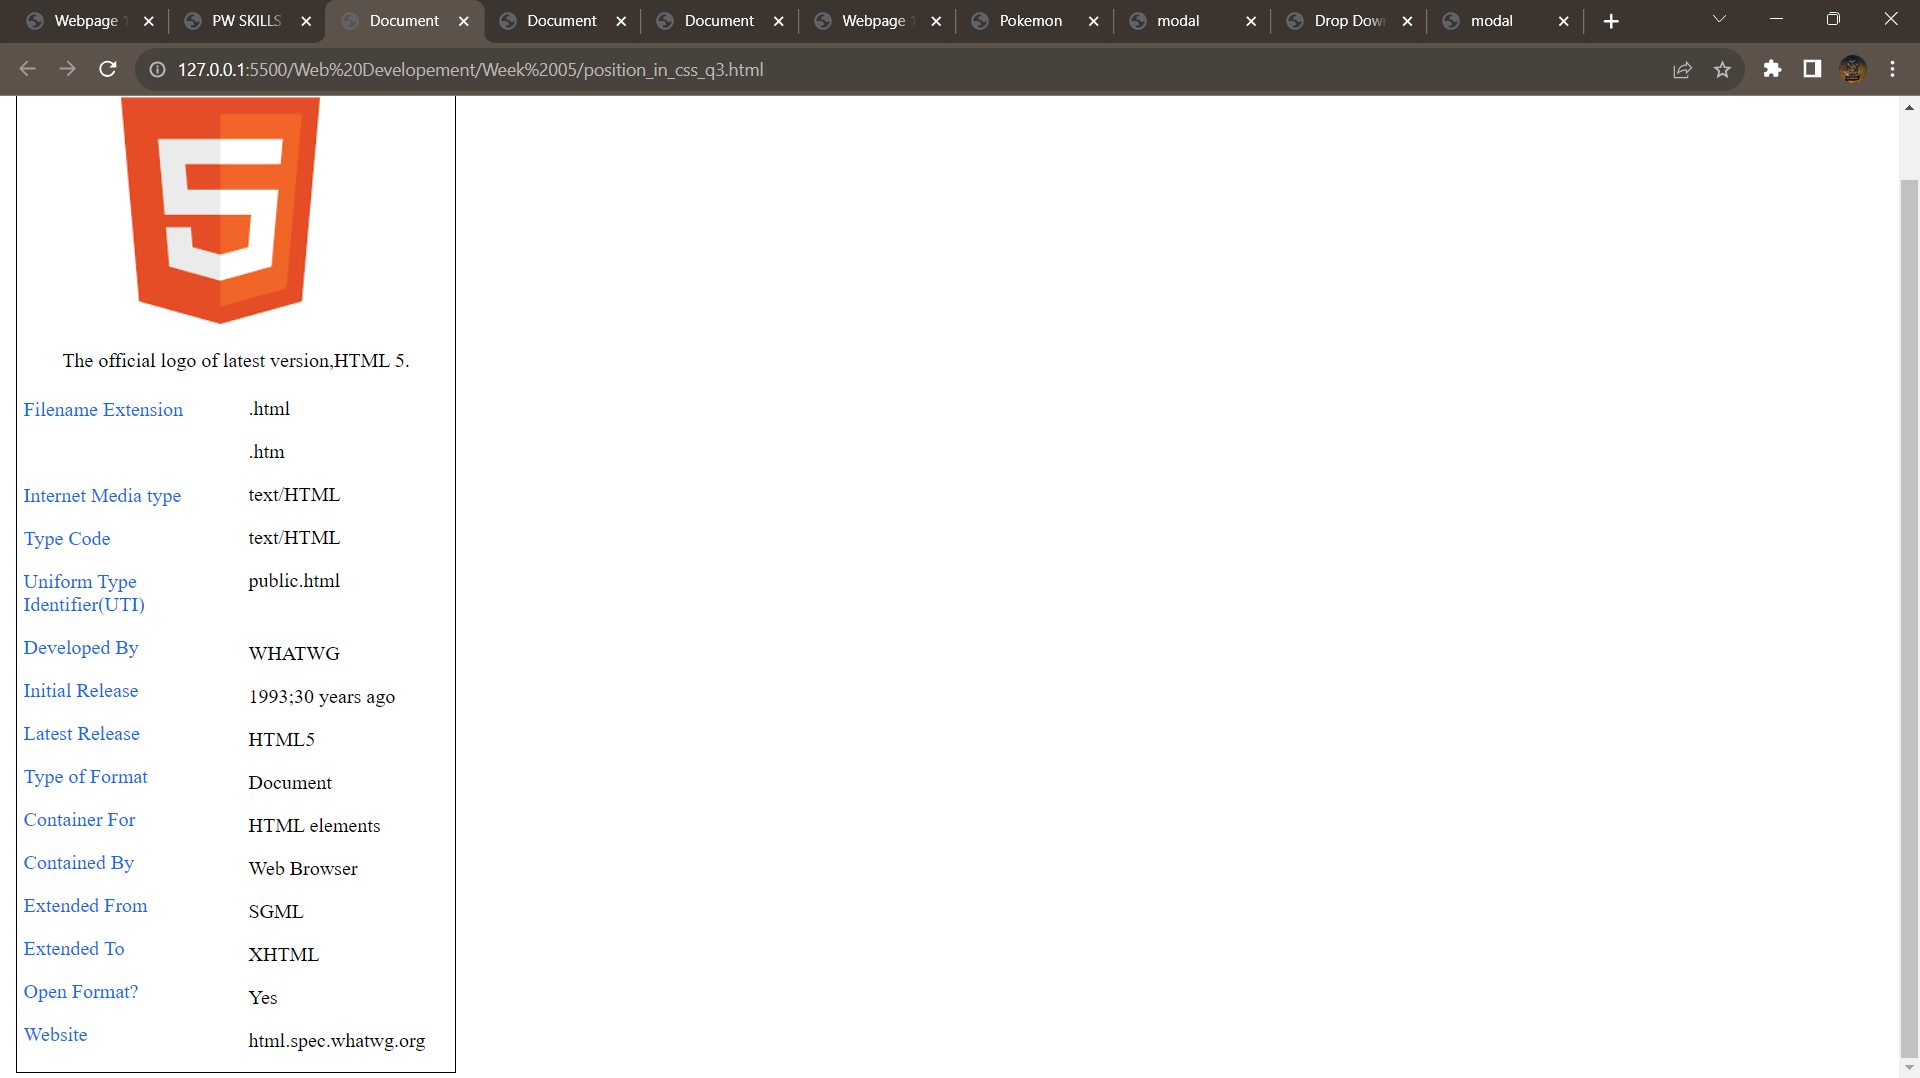 Webpage 1 PW SKILLS Document Document Document Webpage 1 Pokemon modal Drop Down modal
127.0.0.1:5500/Web%20Developement/Week%2005/position_in_css_q3.html
5
The official logo of latest version,HTML 5.
Filename Extension .html
.htm
Internet Media type text/HTML
Type Code text/HTML
Uniform Type public.html
Identifier(UTI)
Developed By WHATWG
Initial Release 1993;30 years ago
Latest Release HTML5
Type of Format Document
Container For HTML elements
Contained By Web Browser
Extended From SGML
Extended To XHTML
Open Format? Yes
Website html.spec.whatwg.org